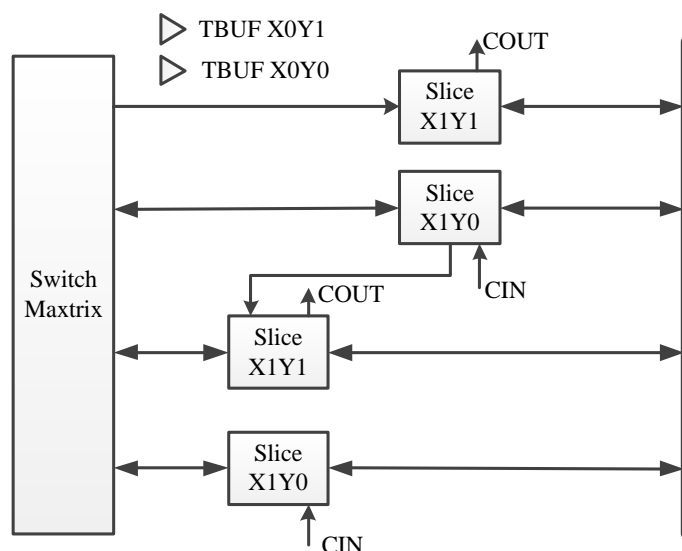 TBUF X0Y1
TBUF X0Y0
COUT
Slice
X1Y1
Slice
X1Y0
CIN
Switch
Maxtrix
COUT
Slice
X1Y1
Slice
X1Y0
CIN